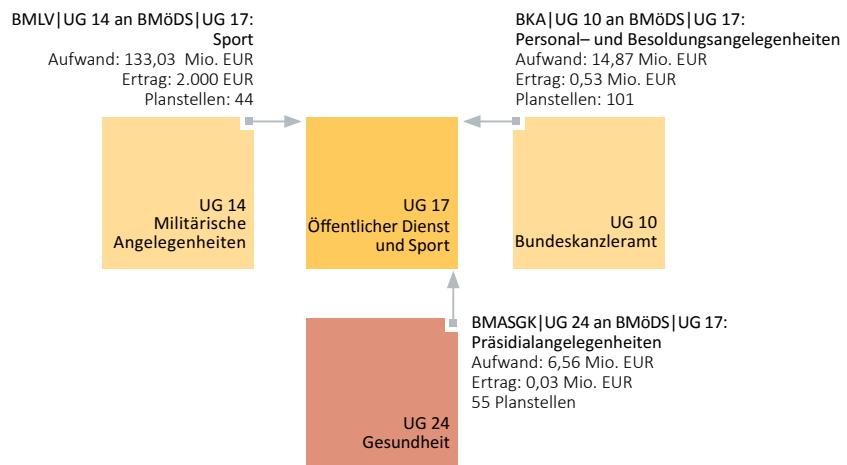 BMLV|UG 14 an BMöDS|UG 17:
Sport
Aufwand: 133,03 Mio. EUR
Ertrag: 2.000 EUR
Planstellen: 44
BKA|UG 10 an BMöDS|UG 17:
Personal– und Besoldungsangelegenheiten
Aufwand: 14,87 Mio. EUR
Ertrag: 0,53 Mio. EUR
Planstellen: 101
UG 14
Militärische
Angelegenheiten
UG 17
Öffentlicher Dienst
und Sport
UG 10
Bundeskanzleramt
BMASGK|UG 24 an BMöDS|UG 17:
Präsidialangelegenheiten
Aufwand: 6,56 Mio. EUR
Ertrag: 0,03 Mio. EUR
55 Planstellen
UG 24
Gesundheit